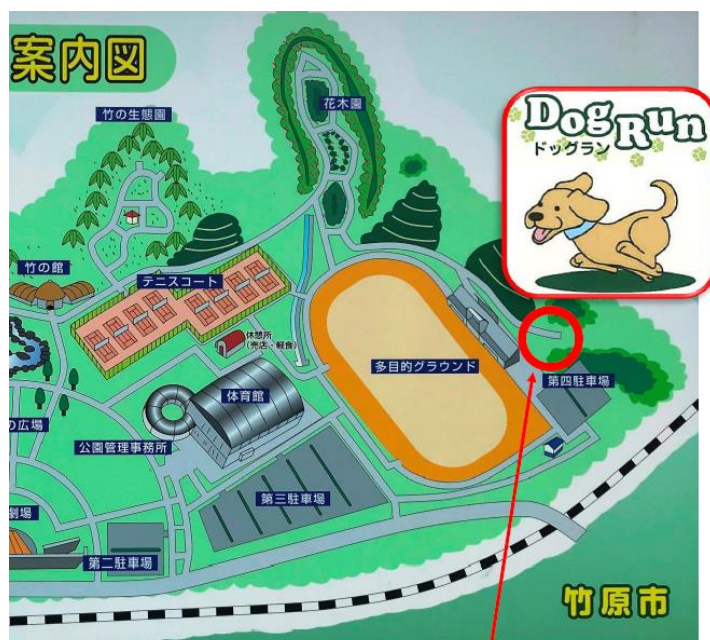 案内図
Dog Run
ドッグラン
竹の生態園
花木園
竹の館
テニスコート
休憩所
(売店・軽食)
多目的グラウンド
第四駐車場
体育館
の広場
公園管理事務所
第三駐車場
劇場
第二駐車場
竹原市